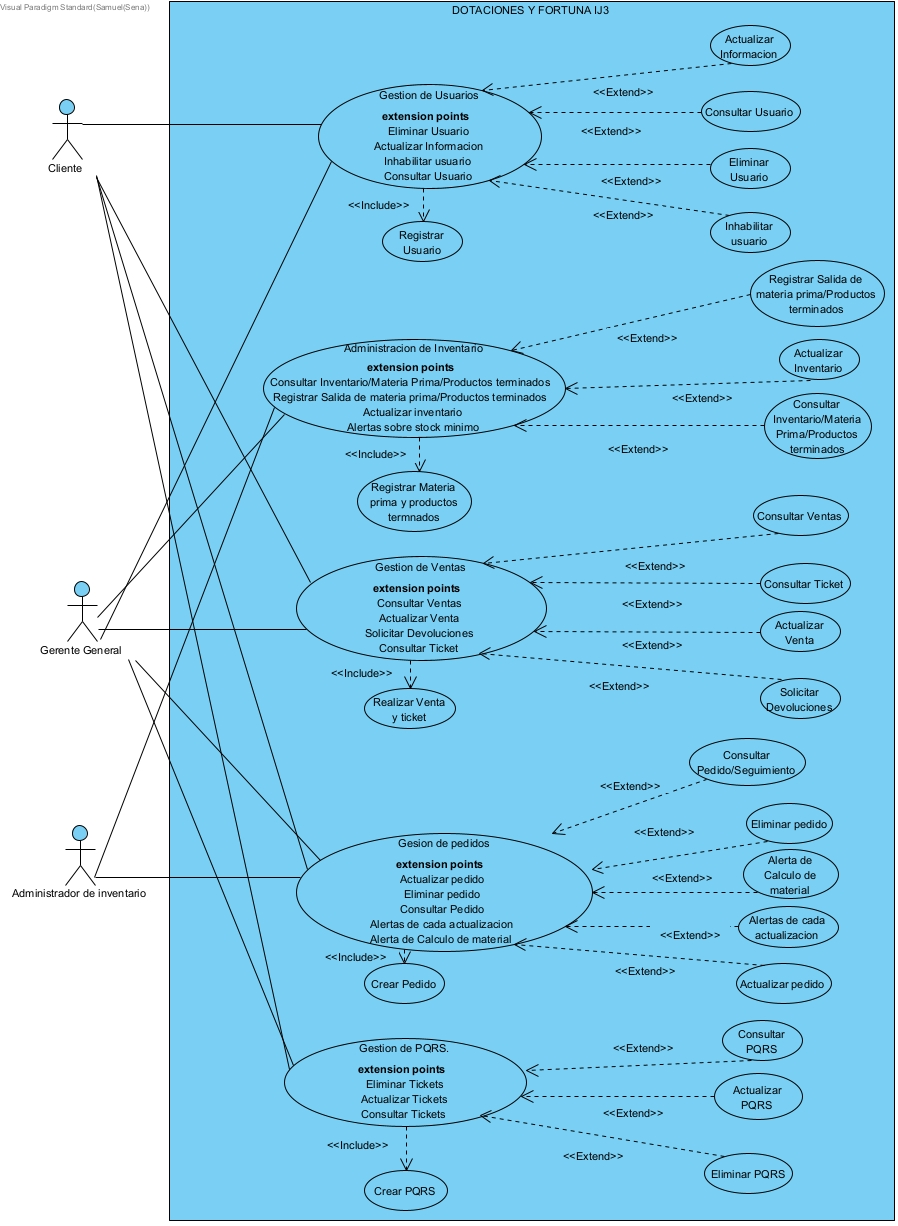 Visual Paradigm Standard(Samuel(Sena))
DOTACIONES Y FORTUNA IJ3
Cliente
Gerente General
Administrador de inventario
Gestion de Usuarios
extension points
Eliminar Usuario
Actualizar Informacion
Inhabilitar usuario
Consultar Usuario
<<Include>>
Registrar
Usuario
Actualizar
Informacion
<<Extend>>
Consultar Usuario
<<Extend>>
Eliminar
Usuario
<<Extend>>
Inhabilitar
usuario
<<Extend>>
Administracion de Inventario
extension points
Consultar Inventario/Materia Prima/Productos terminados
Registrar Salida de materia prima/Productos terminados
Actualizar inventario
Alertas sobre stock minimo
<<Include>>
Registrar Materia
prima y productos
termnados
Registrar Salida de
materia prima/Productos
terminados
<<Extend>>
Actualizar
Inventario
<<Extend>>
Consultar
Inventario/Materia
Prima/Productos
terminados
<<Extend>>
Gestion de Ventas
extension points
Consultar Ventas
Actualizar Venta
Solicitar Devoluciones
Consultar Ticket
<<Include>>
Realizar Venta
y ticket
Consultar Ventas
<<Extend>>
Consultar Ticket
<<Extend>>
Actualizar
Venta
<<Extend>>
Solicitar
Devoluciones
<<Extend>>
Gesion de pedidos
extension points
Actualizar pedido
Eliminar pedido
Consultar Pedido
Alertas de cada actualizacion
Alerta de Calculo de material
<<Include>>
Crear Pedido
Consultar
Pedido/Seguimiento
<<Extend>>
Eliminar pedido
<<Extend>>
Alerta de
Calculo de
material
<<Extend>>
Alertas de cada
actualizacion
<<Extend>>
Actualizar pedido
<<Extend>>
Gestion de PQRS.
extension points
Eliminar Tickets
Actualizar Tickets
Consultar Tickets
<<Include>>
Crear PQRS
Consultar
PQRS
<<Extend>>
Actualizar
PQRS
<<Extend>>
Eliminar PQRS
<<Extend>>